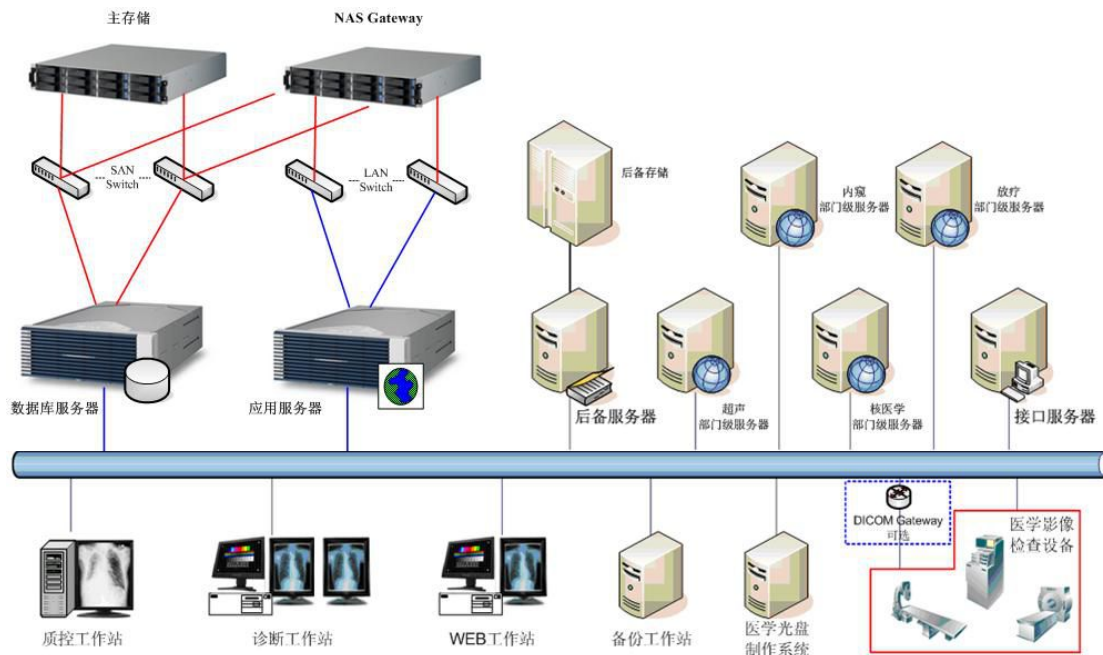 主存储
NAS Gateway
SAN
Switch
LAN
Switch
后备存储
内窥
部门级服务器
放疗
部门级服务器
数据库服务器
应用服务器
后备服务器
超声
部门级服务器
核医学
部门级服务器
接口服务器
DICOM Gateway
可选
医学影像
检查设备
质控工作站
诊断工作站
WEB工作站
备份工作站
医学光盘
制作系统